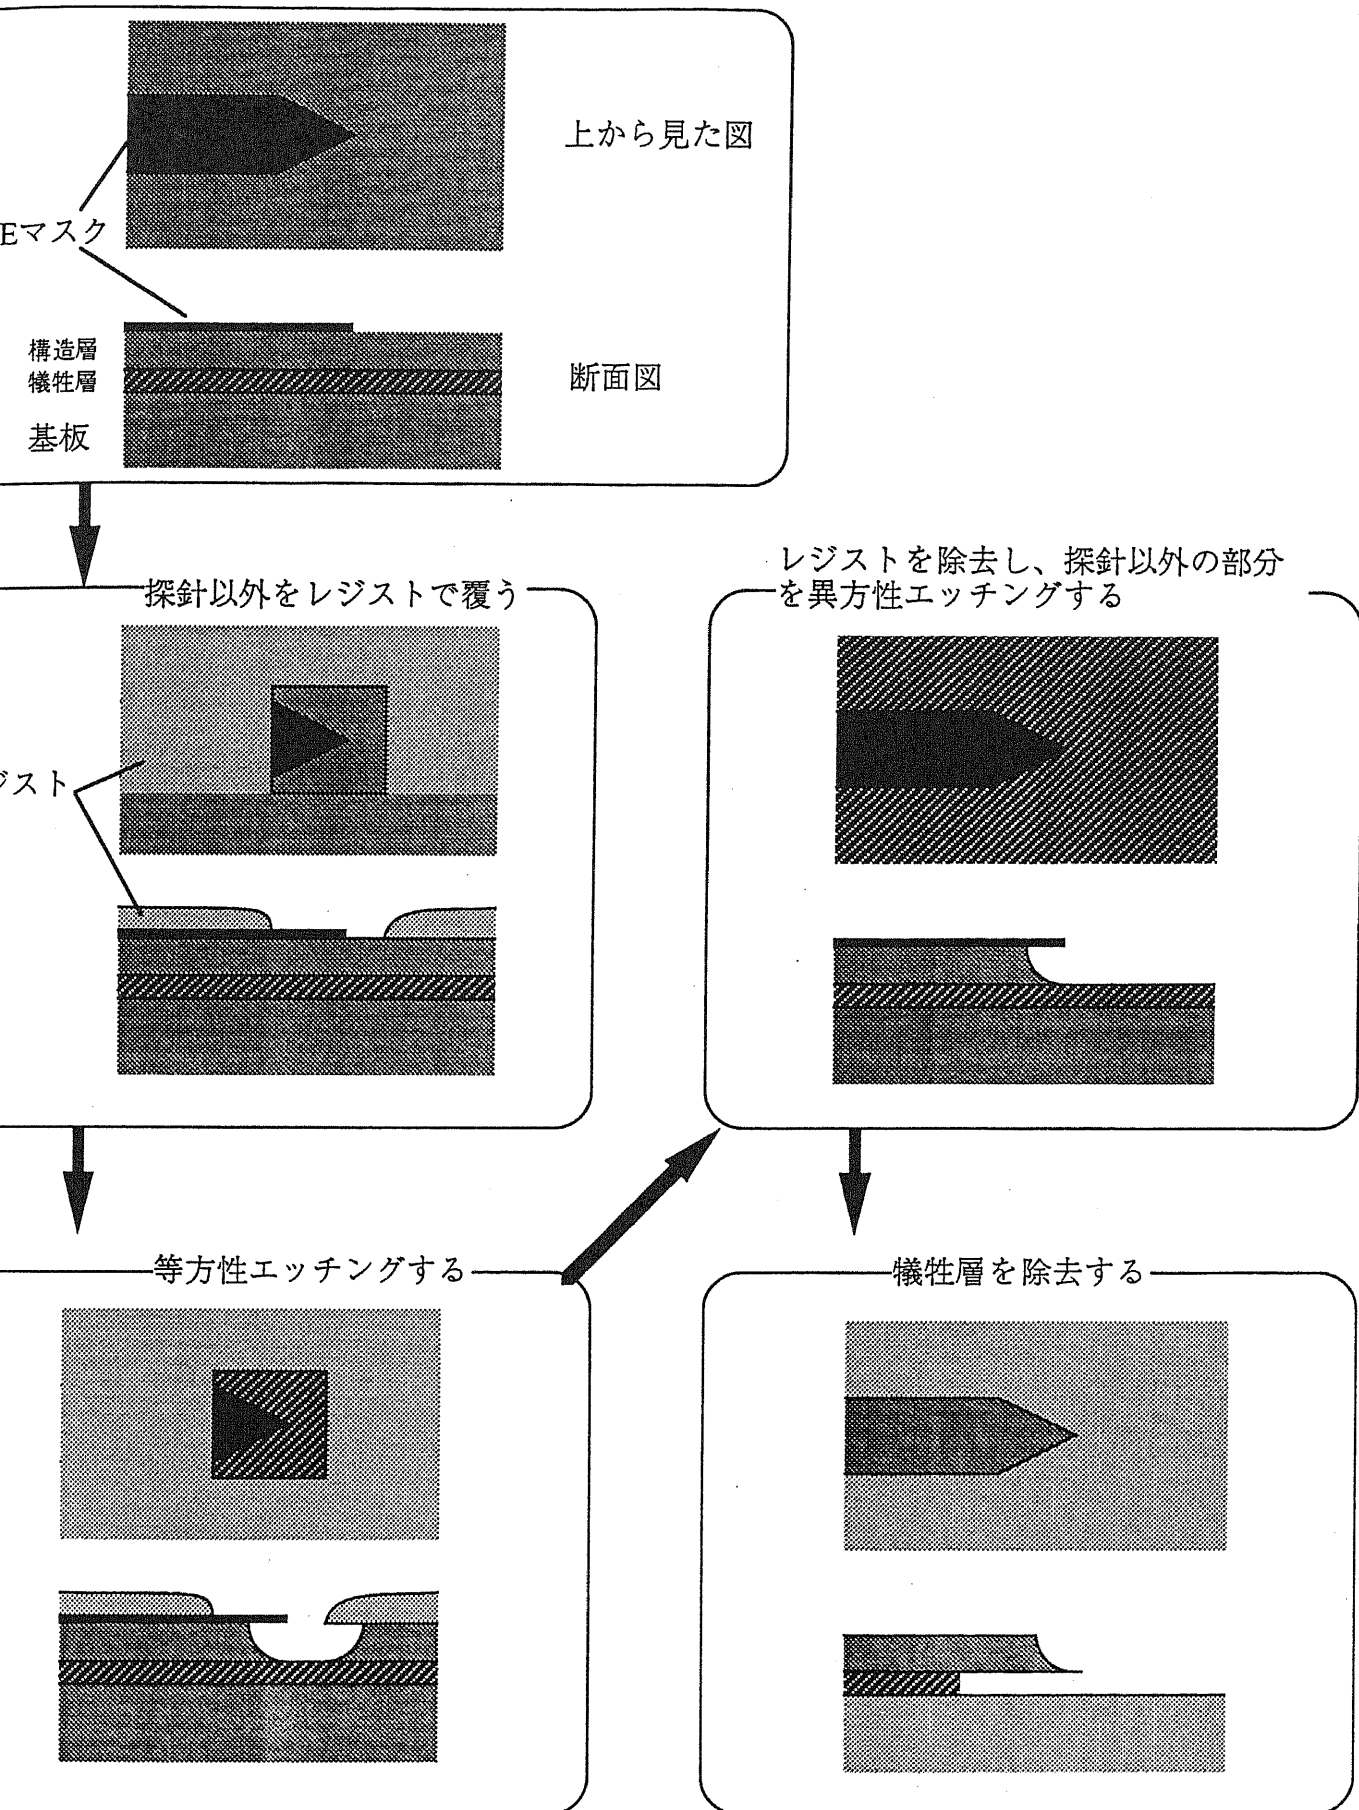 上から見た図
Eマスク
構造層
犠牲層
断面図
基板
探針以外をレジストで覆う
ジスト
等方性エッチングする
レジストを除去し、探針以外の部分
を異方性エッチングする
犠牲層を除去する